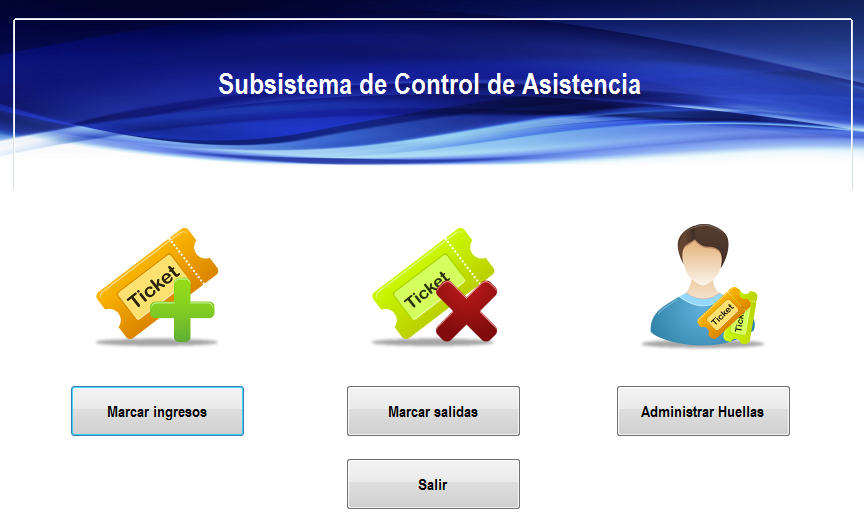 Subsistema de Control de Asistencia
Ticket
Ticket
Ticket
Ticket
Marcar ingresos
Marcar salidas
Administrar Huellas
Salir